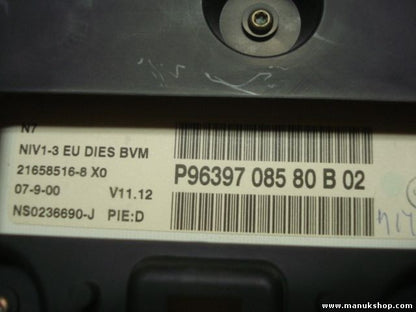 N7
NIV1-3 EU DIES BVM
21658516-8 X0
07-9-00 V11.12
NS0236690-J PIE:D
P96397 085 80 B 02
www.manukshop.com